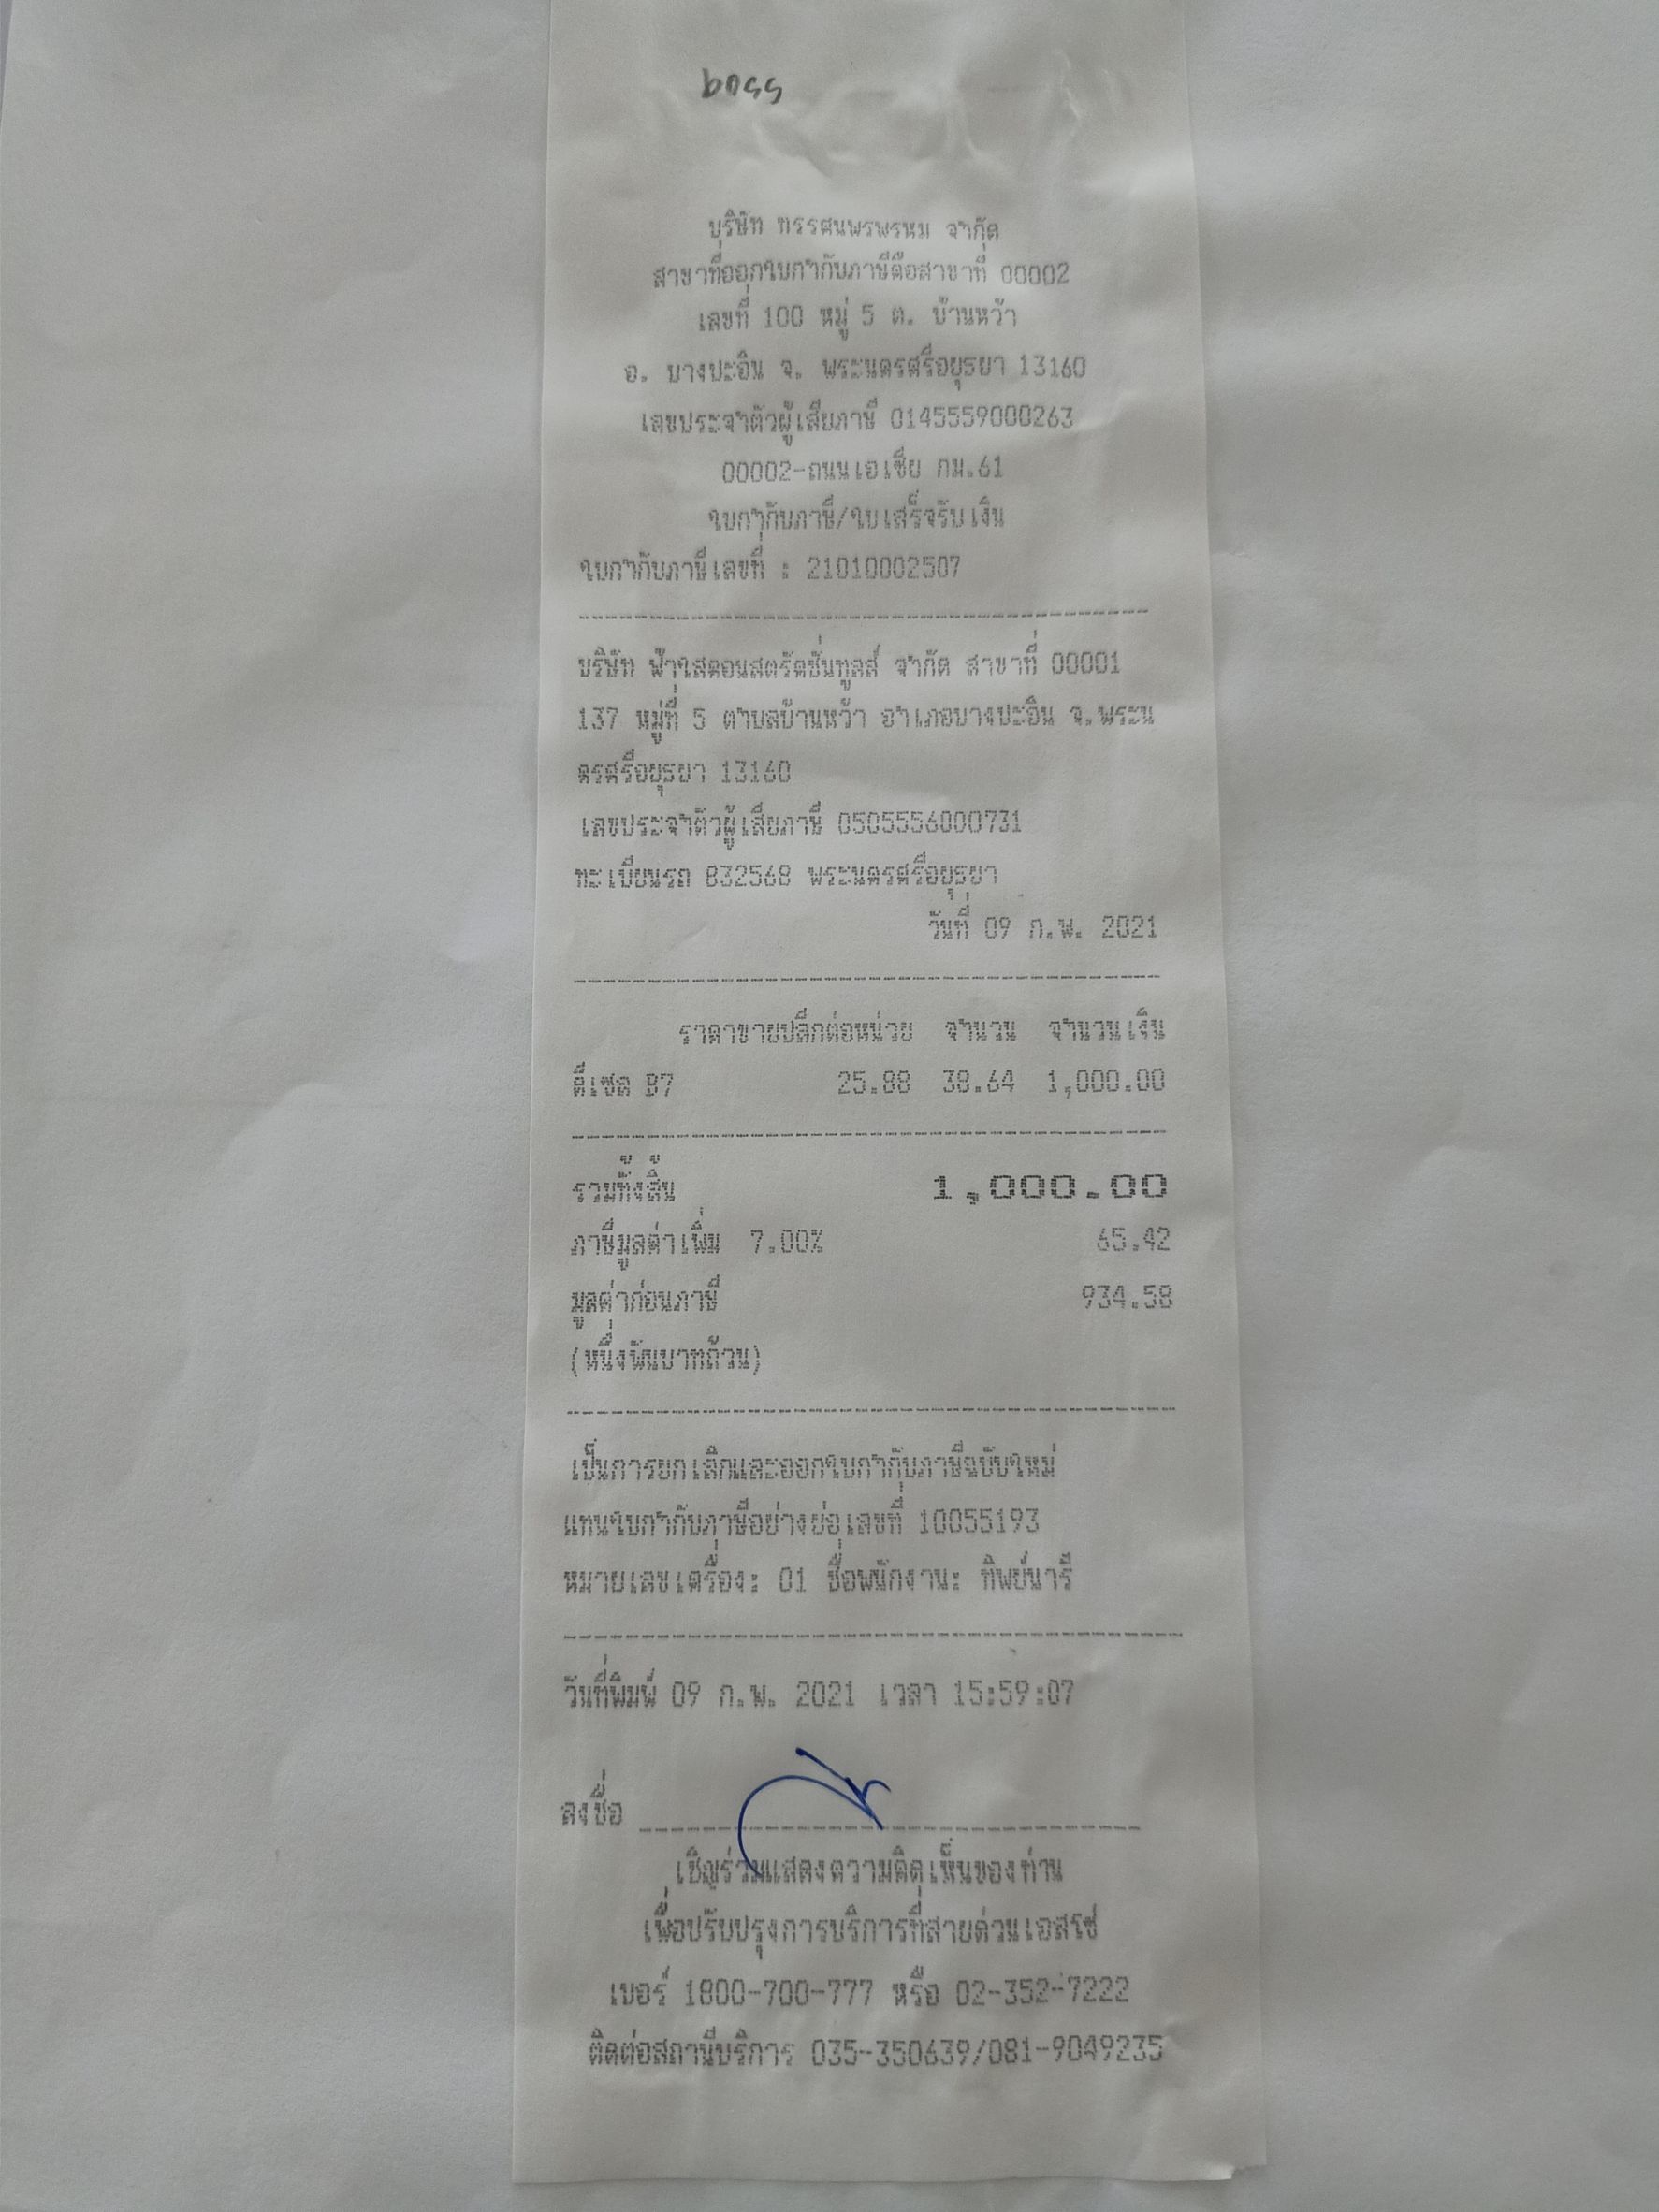 boss
บริษัท ทรรศนพรพรหม จำกัด
สาขาที่ออกใบกำกับภาษีคือสาขาที่ 00002
เลขที่ 100 หมู่ 5 ต. บ้านหว้า
อ. บางปะอิน จ. พระนครศรีอยุธยา 13160
เลขประจำตัวผู้เสียภาษี 0145559000263
00002-ถนนเอเซีย กม.61
ใบกำกับภาษี/ใบเสร็จรับเงิน
ใบกำกับภาษีเลขที่ : 21010002507
บริษัท ฟ้าใสคอนสตรัคชั่นทูลส์ จำกัด สาขาที่ 00001
137 หมู่ที่ 5 ตำบลบ้านหว้า อำเภอบางปะอิน จ.พระน
ครศรีอยุธยา 13160
เลขประจำตัวผู้เสียภาษี 0505556000731
ทะเบียนรถ 832568 พระนครศรีอยุธยา
วันที่ 09 ก.พ. 2021
ราคาขายปลีกต่อหน่วย จำนวน จำนวนเงิน
ดีเซล B7 25.88 38.64 1,000.00
รวมทั้งสิ้น 1,000.00
ภาษีมูลค่าเพิ่ม 7.00% 65.42
มูลค่าก่อนภาษี 934.58
(หนึ่งพันบาทถ้วน)
เป็นการยกเลิกและออกใบกำกับภาษีฉบับใหม่
แทนใบกำกับภาษีอย่างย่อเลขที่ 10055193
หมายเลขเครื่อง: 01 ชื่อพนักงาน: ทิพย์นารี
วันที่พิมพ์ 09 ก.พ. 2021 เวลา 15:59:07
ลงชื่อ
เชิญร่วมแสดงความคิดเห็นของท่าน
เพื่อปรับปรุงการบริการที่สายด่วนเอสโซ่
เบอร์ 1800-700-777 หรือ 02-352-7222
ติดต่อสถานีบริการ 035-350639/081-9049235